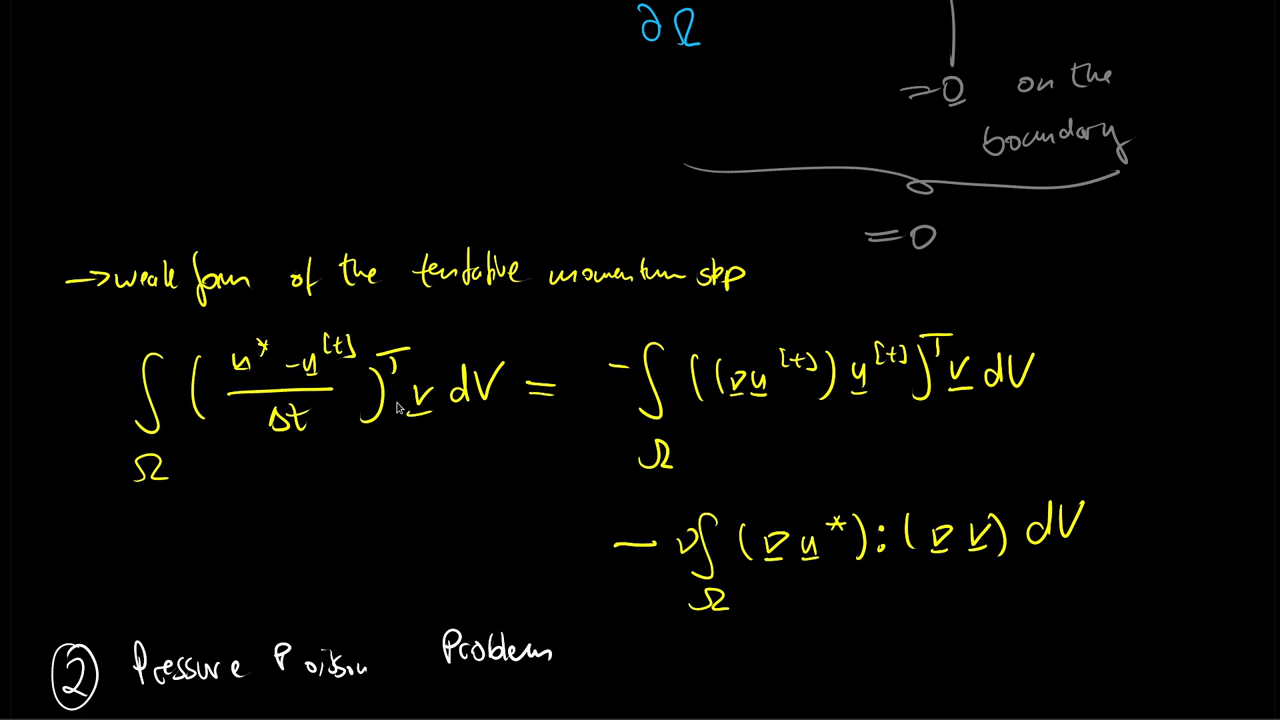 ∂Ω
=0 on the
boundary
=0
→ weak form of the tentative momentum step
∫_Ω ( (u* - u^[t]) / Δt )^T v dV = - ∫_Ω ( (∇u^[t]) u^[t] )^T v dV
- ν ∫_Ω (∇u*) : (∇v) dV
② Pressure Poisson Problem